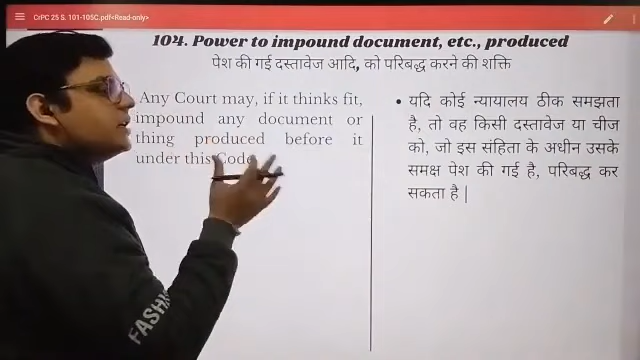 CrPC 25 S. 101-105C.pdf<Read-only>
104. Power to impound document, etc., produced
पेश की गई दस्तावेज आदि, को परिबद्ध करने की शक्ति
Any Court may, if it thinks fit,
impound any document or
thing produced before it
under this Code
• यदि कोई न्यायालय ठीक समझता
है, तो वह किसी दस्तावेज या चीज
को, जो इस संहिता के अधीन उसके
समक्ष पेश की गई है, परिबद्ध कर
सकता है |
FASH